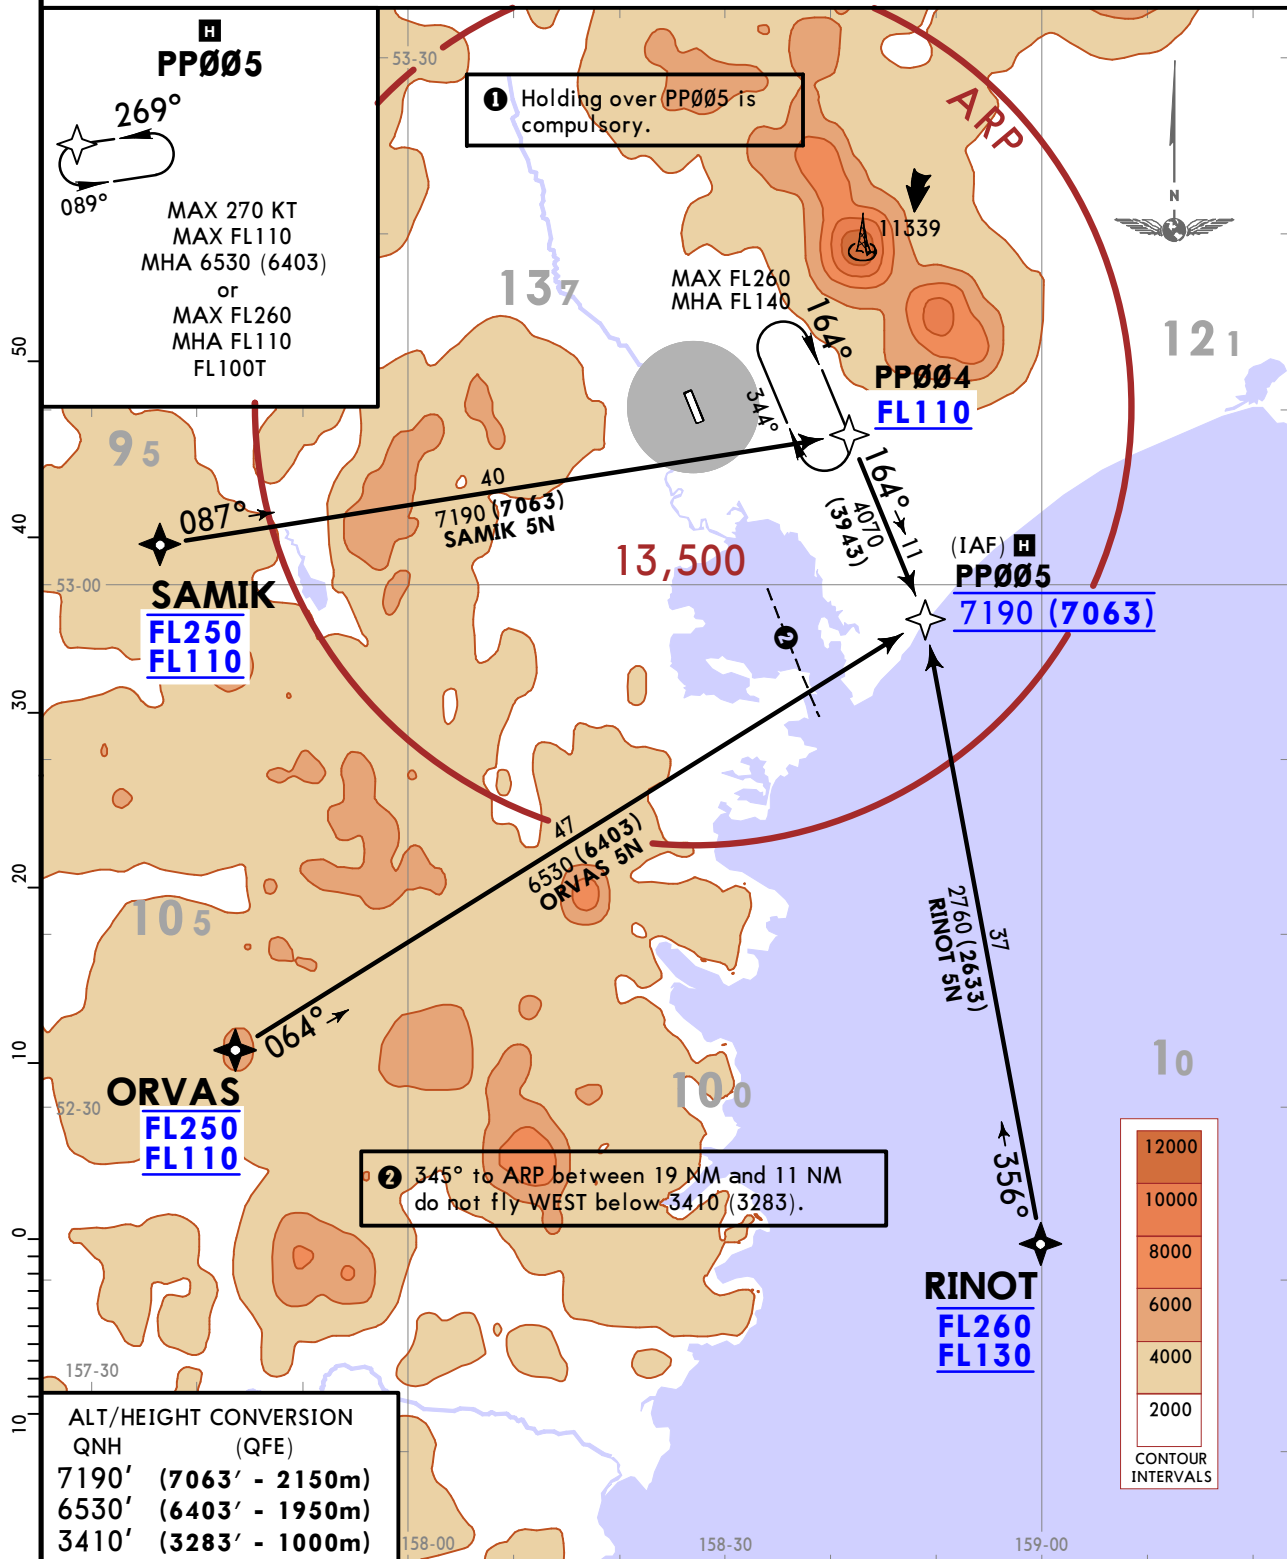 H
PPØØ5
269°
089°
MAX 270 KT
MAX FL110
MHA 6530 (6403)
or
MAX FL260
MHA FL110
FL100T
53-30
❶ Holding over PPØØ5 is
compulsory.
ARP
N
11339
137
MAX FL260
MHA FL140
164°
344°
121
PPØØ4
FL110
95
087°
40
7190 (7063)
SAMIK 5N
164°
11
4070
(3943)
13,500
(IAF) H
PPØØ5
7190 (7063)
53-00
SAMIK
FL250
FL110
❷
47
6530 (6403)
ORVAS 5N
105
37
2760 (2633)
RINOT 5N
064°
ORVAS
FL250
FL110
52-30
100
10
❷ 345° to ARP between 19 NM and 11 NM
do not fly WEST below 3410 (3283).
356°
RINOT
FL260
FL130
12000
10000
8000
6000
4000
2000
CONTOUR
INTERVALS
50
40
30
20
10
0
10
157-30
ALT/HEIGHT CONVERSION
QNH (QFE)
7190' (7063' - 2150m)
6530' (6403' - 1950m)
3410' (3283' - 1000m)
158-00
158-30
159-00